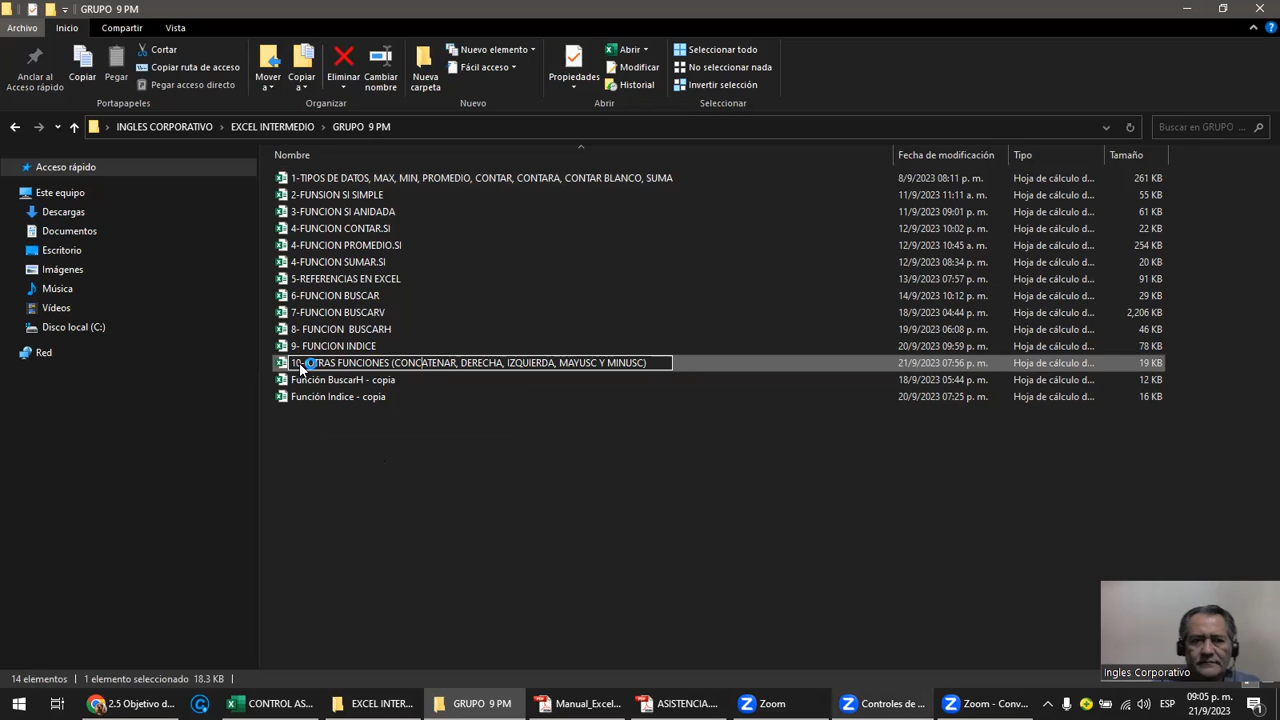 GRUPO 9 PM
Archivo Inicio Compartir Vista
Anclar al Acceso rápido
Copiar
Pegar
Cortar
Copiar ruta de acceso
Pegar acceso directo
Mover a
Copiar a
Eliminar
Cambiar nombre
Nueva carpeta
Nuevo elemento
Fácil acceso
Propiedades
Abrir
Modificar
Historial
Seleccionar todo
No seleccionar nada
Invertir selección
Portapapeles Organizar Nuevo Abrir Seleccionar
INGLES CORPORATIVO › EXCEL INTERMEDIO › GRUPO 9 PM
Buscar en GRUPO ...
Nombre Fecha de modificación Tipo Tamaño
Acceso rápido
Este equipo
Descargas
Documentos
Escritorio
Imágenes
Música
Vídeos
Disco local (C:)
Red
1-TIPOS DE DATOS, MAX, MIN, PROMEDIO, CONTAR, CONTARA, CONTAR BLANCO, SUMA 8/9/2023 08:11 p. m. Hoja de cálculo d... 261 KB
2-FUNSION SI SIMPLE 11/9/2023 11:11 a. m. Hoja de cálculo d... 55 KB
3-FUNCION SI ANIDADA 11/9/2023 09:01 p. m. Hoja de cálculo d... 61 KB
4-FUNCION CONTAR.SI 12/9/2023 10:02 p. m. Hoja de cálculo d... 22 KB
4-FUNCION PROMEDIO.SI 12/9/2023 10:45 a. m. Hoja de cálculo d... 254 KB
4-FUNCION SUMAR.SI 12/9/2023 08:34 p. m. Hoja de cálculo d... 20 KB
5-REFERENCIAS EN EXCEL 13/9/2023 07:57 p. m. Hoja de cálculo d... 91 KB
6-FUNCION BUSCAR 14/9/2023 10:12 p. m. Hoja de cálculo d... 29 KB
7-FUNCION BUSCARV 18/9/2023 04:44 p. m. Hoja de cálculo d... 2,206 KB
8- FUNCION BUSCARH 19/9/2023 06:08 p. m. Hoja de cálculo d... 46 KB
9- FUNCION INDICE 20/9/2023 09:59 p. m. Hoja de cálculo d... 78 KB
10- OTRAS FUNCIONES (CONCATENAR, DERECHA, IZQUIERDA, MAYUSC Y MINUSC) 21/9/2023 07:56 p. m. Hoja de cálculo d... 19 KB
Función BuscarH - copia 18/9/2023 05:44 p. m. Hoja de cálculo d... 12 KB
Función Indice - copia 20/9/2023 07:25 p. m. Hoja de cálculo d... 16 KB
Ingles Corporativo
14 elementos 1 elemento seleccionado 18.3 KB
2.5 Objetivo d... CONTROL AS... EXCEL INTER... GRUPO 9 PM Manual_Excel... ASISTENCIA.... Zoom Controles de ... Zoom - Conv... ESP 09:05 p. m.
21/9/2023